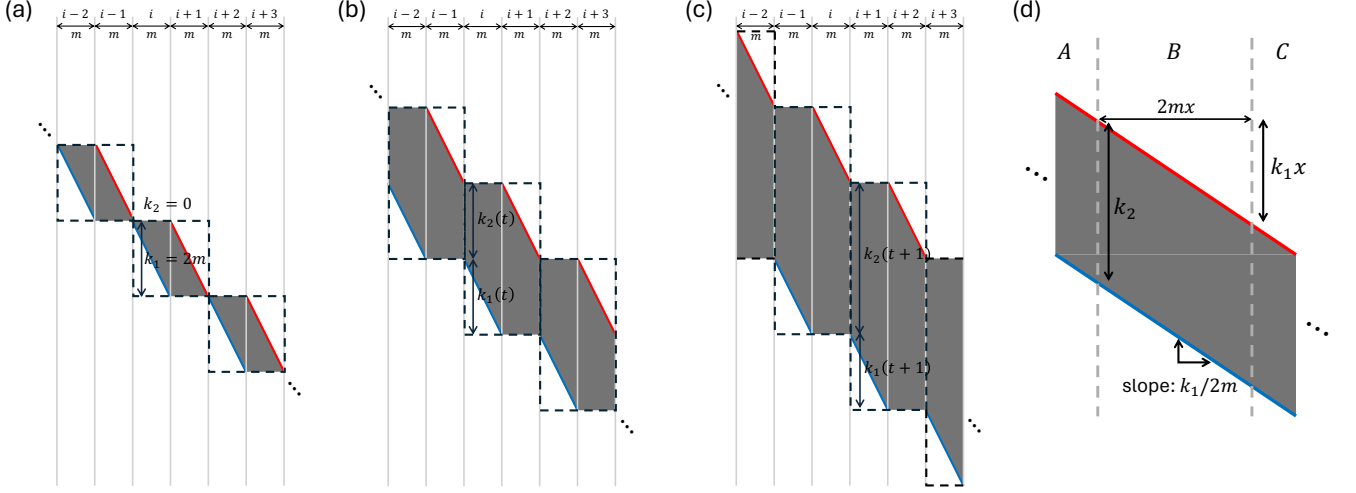 (a)
i − 2 i − 1 i i + 1 i + 2 i + 3
m m m m m m
k₂ = 0
k₁ = 2m
(b)
i − 2 i − 1 i i + 1 i + 2 i + 3
m m m m m m
k₂(t)
k₁(t)
(c)
i − 2 i − 1 i i + 1 i + 2 i + 3
m m m m m m
k₂(t + 1)
k₁(t + 1)
(d)
A B C
2mx
k₁x
k₂
slope: k₁/2m